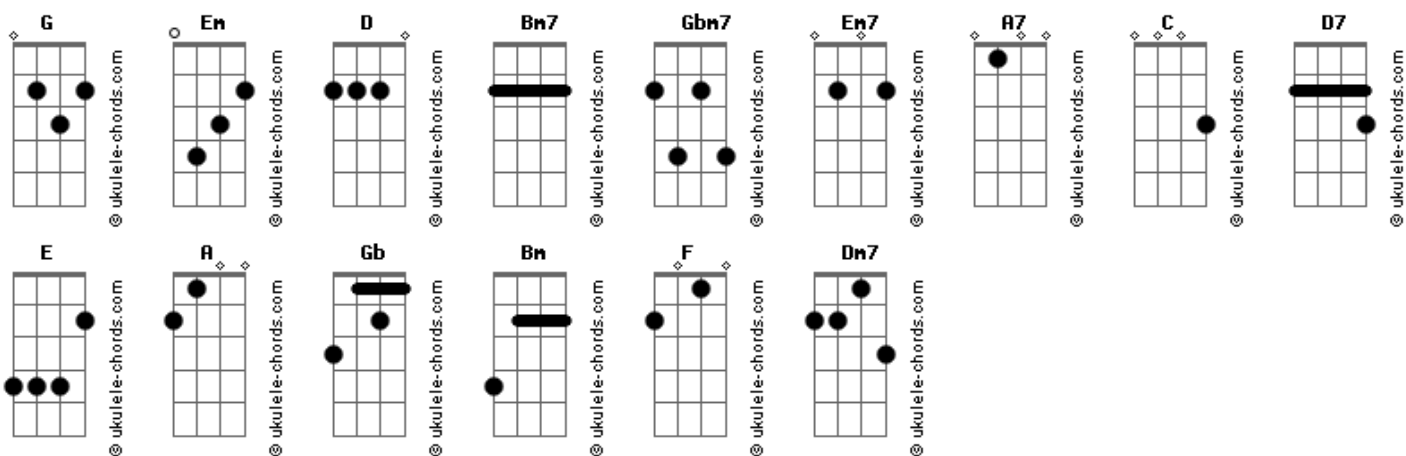 G Em D Bm7 Gbm7 Em7 A7 C D7
© ukulele-chords.com © ukulele-chords.com © ukulele-chords.com © ukulele-chords.com © ukulele-chords.com © ukulele-chords.com © ukulele-chords.com © ukulele-chords.com © ukulele-chords.com
E A Gb Bm F Dm7
© ukulele-chords.com © ukulele-chords.com © ukulele-chords.com © ukulele-chords.com © ukulele-chords.com © ukulele-chords.com